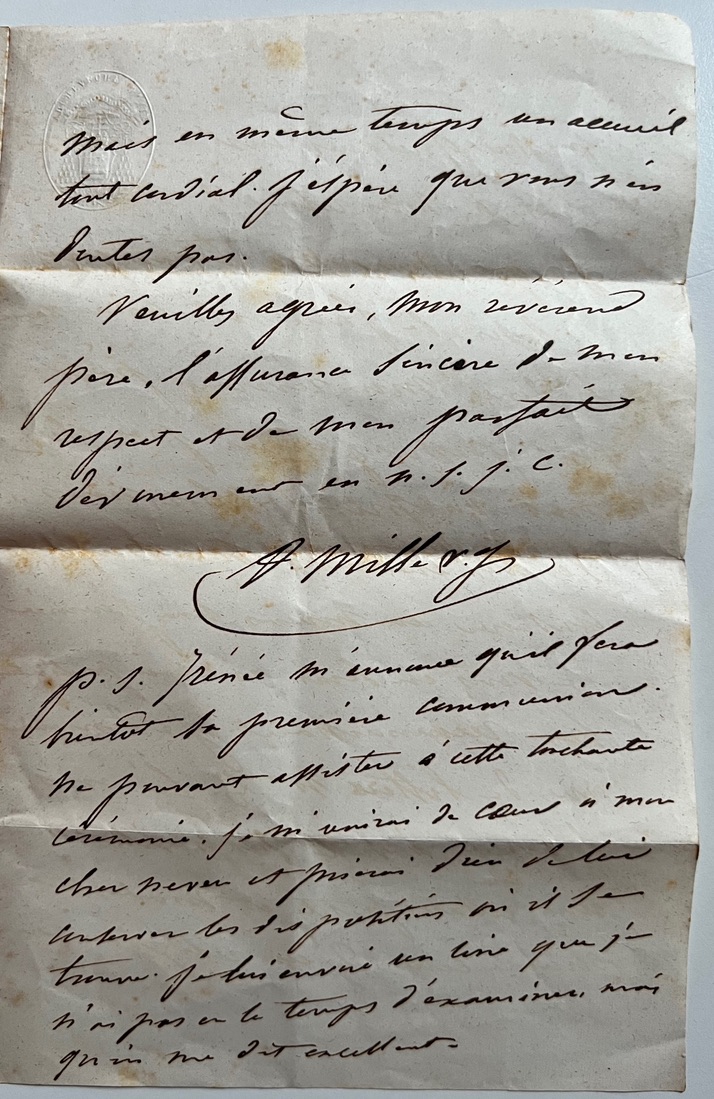 mais en même temps un accueil
tout cordial. J'espère que vous n'en
doutes pas.
Veuilles agréer, mon révérend
père, l'assurance sincère de mon
respect et de mon parfait
dévouement en n. s. j. c.
A. Mille v. g.
p. s. Irénée m'annonce qu'il fera
bientôt sa première communion.
ne pouvant assister à cette touchante
cérémonie. je m'unirai de cœur à mon
cher neveu et prierai Dieu de lui
conserver les dispositions où il se
trouve. je lui envoie un livre que je
n'ai pas eu le temps d'examiner, mais
qu'on me dit excellent.